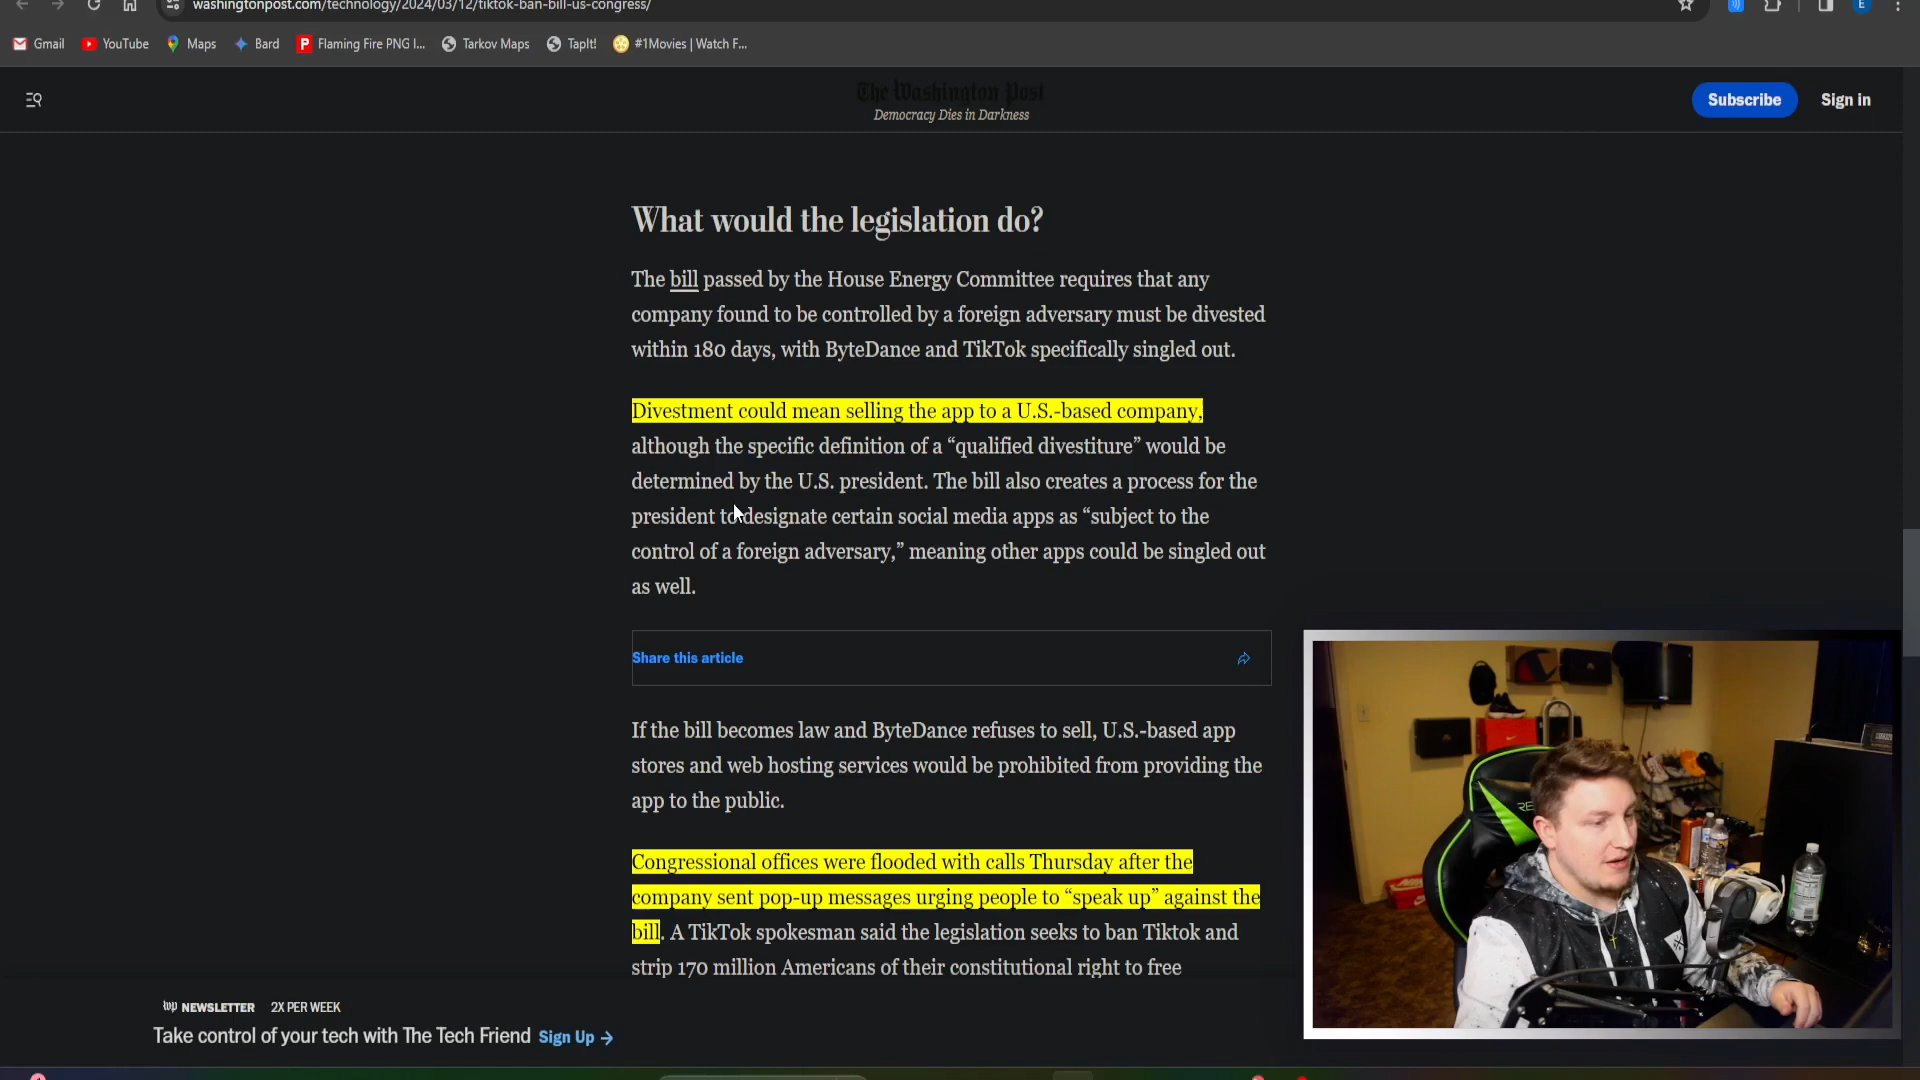 washingtonpost.com/technology/2024/03/12/tiktok-ban-bill-us-congress/
E
Gmail
YouTube
Maps
Bard
Flaming Fire PNG I...
Tarkov Maps
TapIt!
#1Movies | Watch F...
The Washington Post
Democracy Dies in Darkness
Subscribe
Sign in
What would the legislation do?
The bill passed by the House Energy Committee requires that any
company found to be controlled by a foreign adversary must be divested
within 180 days, with ByteDance and TikTok specifically singled out.
Divestment could mean selling the app to a U.S.-based company,
although the specific definition of a “qualified divestiture” would be
determined by the U.S. president. The bill also creates a process for the
president to designate certain social media apps as “subject to the
control of a foreign adversary,” meaning other apps could be singled out
as well.
Share this article
If the bill becomes law and ByteDance refuses to sell, U.S.-based app
stores and web hosting services would be prohibited from providing the
app to the public.
Congressional offices were flooded with calls Thursday after the
company sent pop-up messages urging people to “speak up” against the
bill. A TikTok spokesman said the legislation seeks to ban Tiktok and
strip 170 million Americans of their constitutional right to free
wp NEWSLETTER 2X PER WEEK
Take control of your tech with The Tech Friend Sign Up →